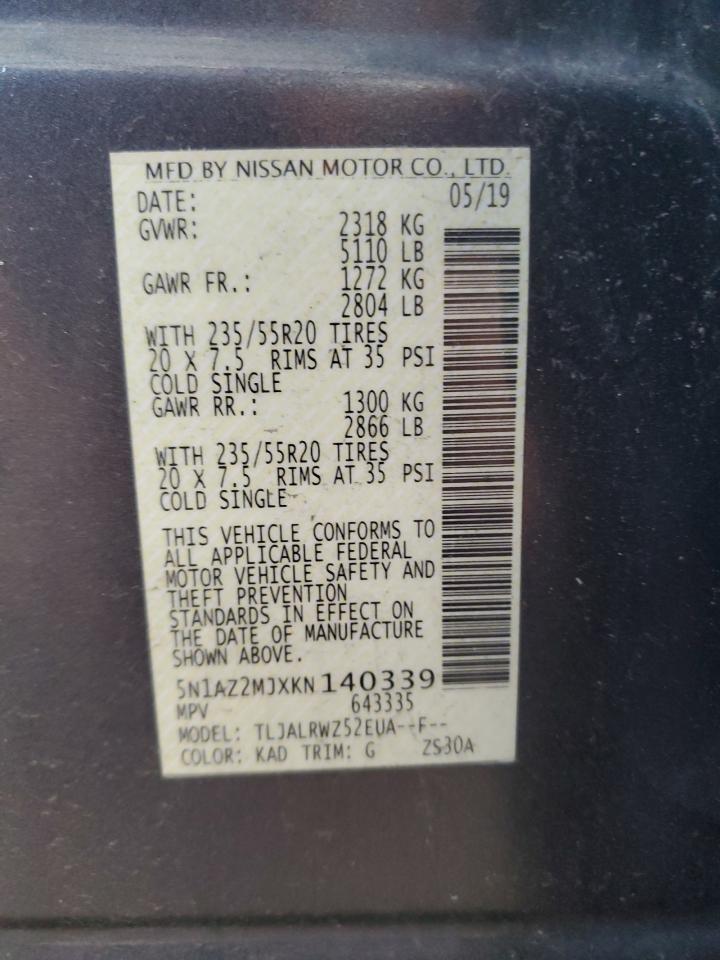 MFD BY NISSAN MOTOR CO., LTD.
DATE: 05/19
GVWR: 2318 KG
5110 LB
GAWR FR.: 1272 KG
2804 LB
WITH 235/55R20 TIRES
20 X 7.5 RIMS AT 35 PSI
COLD SINGLE
GAWR RR.: 1300 KG
2866 LB
WITH 235/55R20 TIRES
20 X 7.5 RIMS AT 35 PSI
COLD SINGLE
THIS VEHICLE CONFORMS TO
ALL APPLICABLE FEDERAL
MOTOR VEHICLE SAFETY AND
THEFT PREVENTION
STANDARDS IN EFFECT ON
THE DATE OF MANUFACTURE
SHOWN ABOVE.
5N1AZ2MJXKN140339
MPV 643335
MODEL: TLJALRWZ52EUA--F--
COLOR: KAD TRIM: G ZS30A